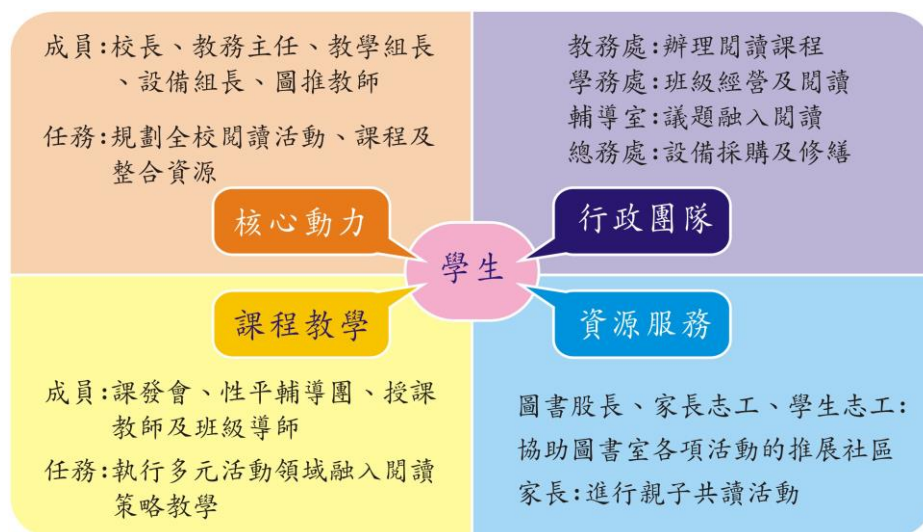 成員:校長、教務主任、教學組長
、設備組長、圖推教師
任務:規劃全校閱讀活動、課程及
整合資源
核心動力
教務處:辦理閱讀課程
學務處:班級經營及閱讀
輔導室:議題融入閱讀
總務處:設備採購及修繕
行政團隊
學生
課程教學
成員:課發會、性平輔導團、授課
教師及班級導師
任務:執行多元活動領域融入閱讀
策略教學
資源服務
圖書股長、家長志工、學生志工:
協助圖書室各項活動的推展社區
家長:進行親子共讀活動